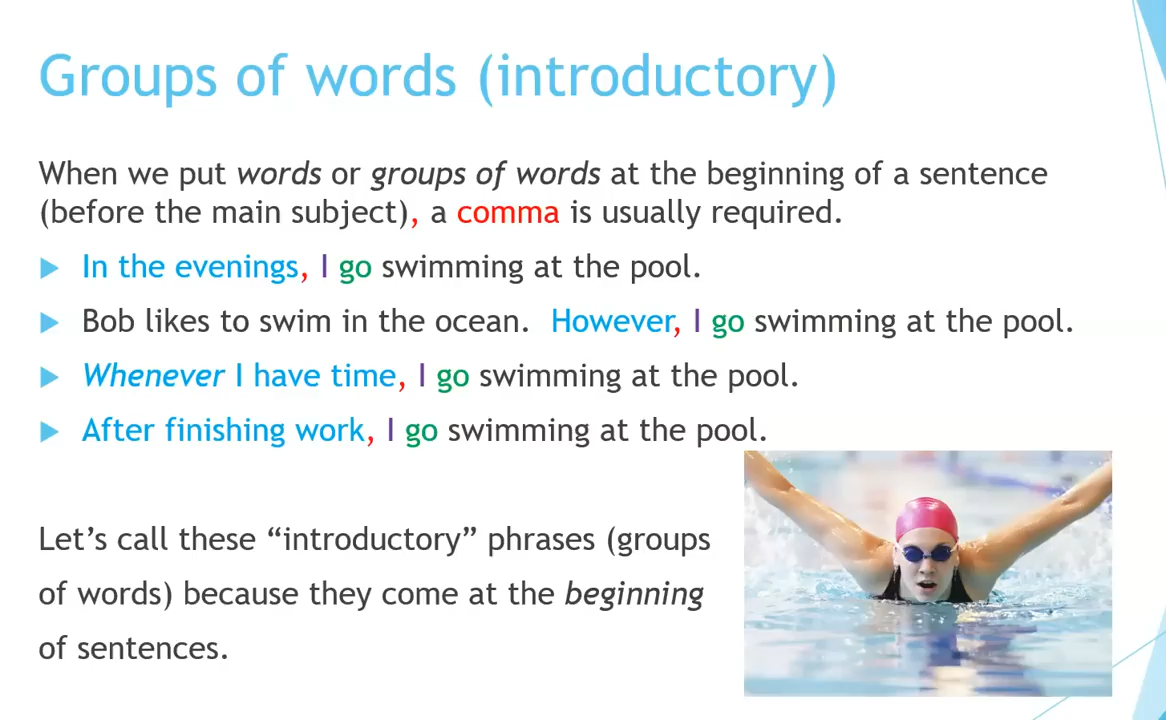 Groups of words (introductory)
When we put words or groups of words at the beginning of a sentence
(before the main subject), a comma is usually required.
In the evenings, I go swimming at the pool.
Bob likes to swim in the ocean. However, I go swimming at the pool.
Whenever I have time, I go swimming at the pool.
After finishing work, I go swimming at the pool.
Let's call these “introductory” phrases (groups
of words) because they come at the beginning
of sentences.